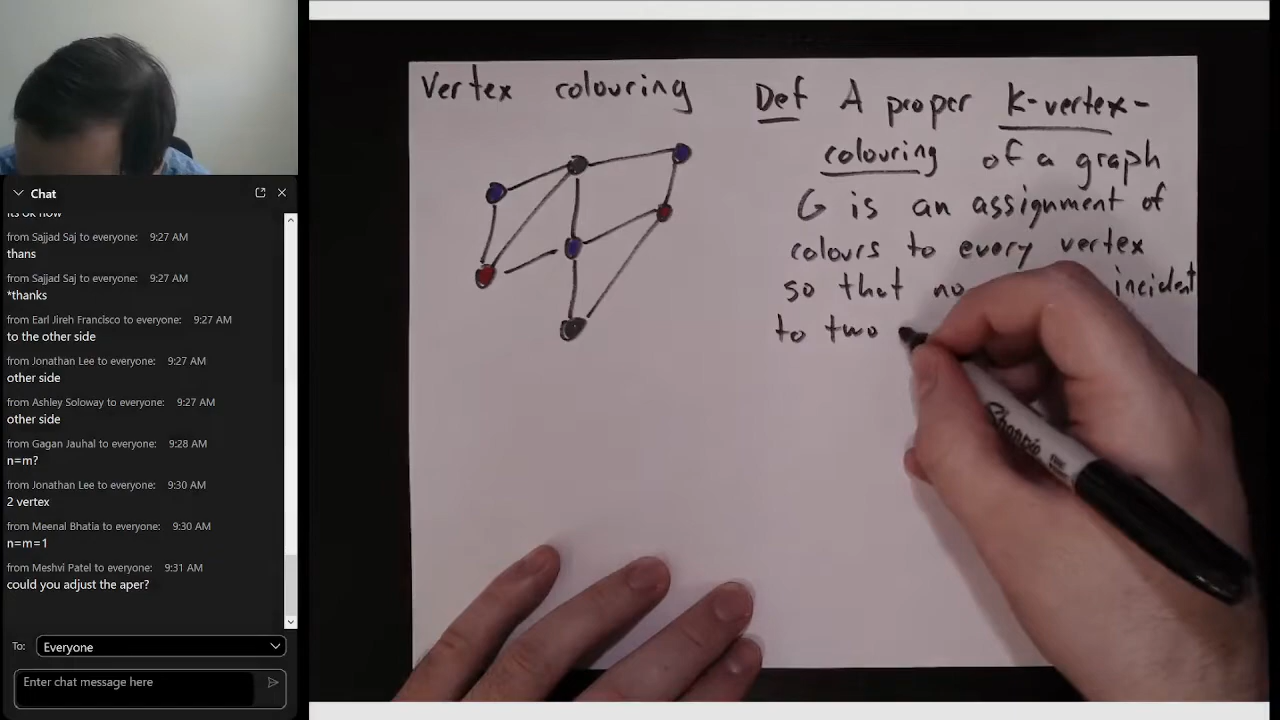 Chat
its ok now
from Sajjad Saj to everyone: 9:27 AM
thans
from Sajjad Saj to everyone: 9:27 AM
*thanks
from Earl Jireh Francisco to everyone: 9:27 AM
to the other side
from Jonathan Lee to everyone: 9:27 AM
other side
from Ashley Soloway to everyone: 9:27 AM
other side
from Gagan Jauhal to everyone: 9:28 AM
n=m?
from Jonathan Lee to everyone: 9:30 AM
2 vertex
from Meenal Bhatia to everyone: 9:30 AM
n=m=1
from Meshvi Patel to everyone: 9:31 AM
could you adjust the aper?
To: Everyone
Enter chat message here
Vertex colouring
Def A proper K-vertex-
colouring of a graph
G is an assignment of
colours to every vertex
so that no incident
to two
Sharpie